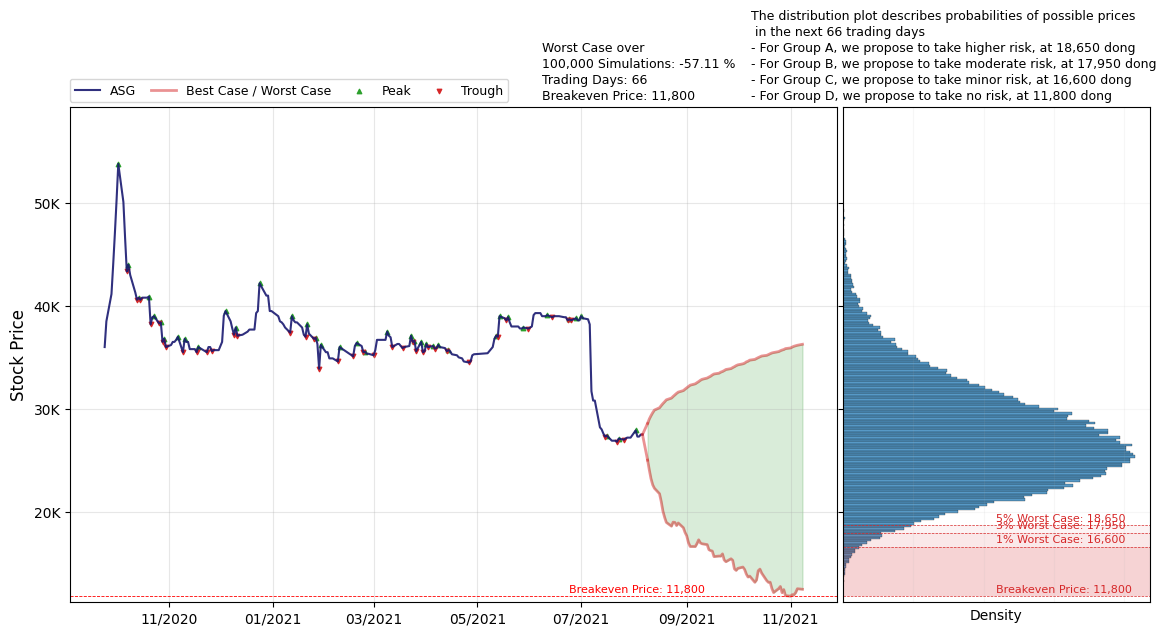 The distribution plot describes probabilities of possible prices
in the next 66 trading days
- For Group A, we propose to take higher risk, at 18,650 dong
- For Group B, we propose to take moderate risk, at 17,950 dong
- For Group C, we propose to take minor risk, at 16,600 dong
- For Group D, we propose to take no risk, at 11,800 dong
Worst Case over
100,000 Simulations: -57.11 %
Trading Days: 66
Breakeven Price: 11,800
ASG
Best Case / Worst Case
Peak
Trough
Stock Price
50K
40K
30K
20K
Breakeven Price: 11,800
11/2020
01/2021
03/2021
05/2021
07/2021
09/2021
11/2021
5% Worst Case: 18,650
3% Worst Case: 17,950
1% Worst Case: 16,600
Breakeven Price: 11,800
Density